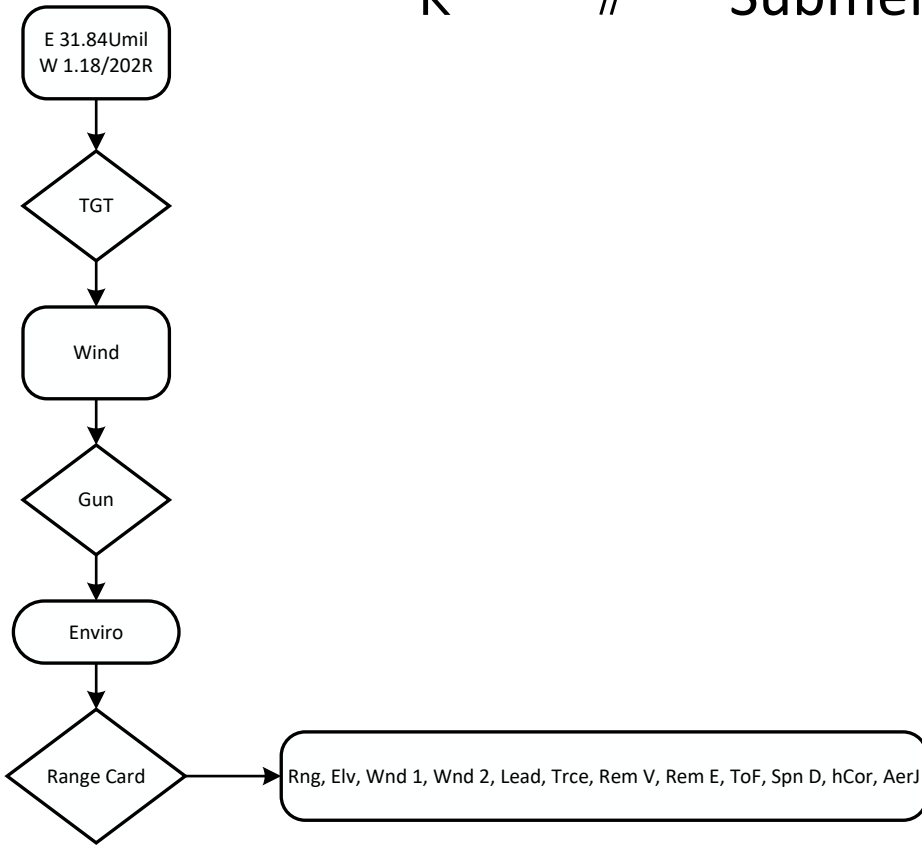 E 31.84Umil
W 1.18/202R
TGT
Wind
Gun
Enviro
Range Card
Rng, Elv, Wnd 1, Wnd 2, Lead, Trce, Rem V, Rem E, ToF, Spn D, hCor, AerJ